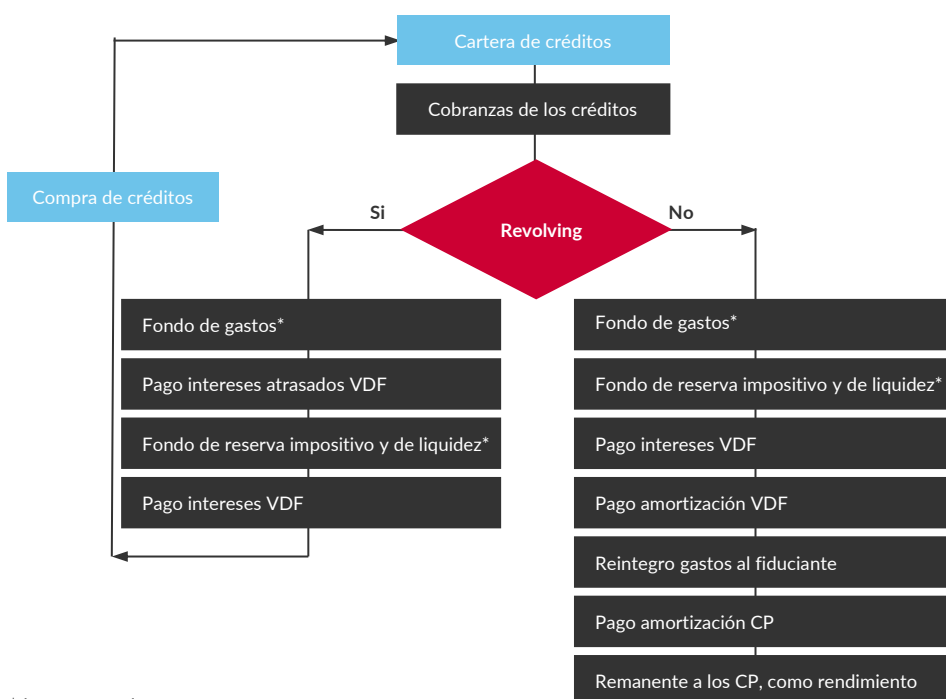 Cartera de créditos
Cobranzas de los créditos
Compra de créditos
Si
Revolving
No
Fondo de gastos*
Pago intereses atrasados VDF
Fondo de reserva impositivo y de liquidez*
Pago intereses VDF
Fondo de gastos*
Fondo de reserva impositivo y de liquidez*
Pago intereses VDF
Pago amortización VDF
Reintegro gastos al fiduciante
Pago amortización CP
Remanente a los CP, como rendimiento